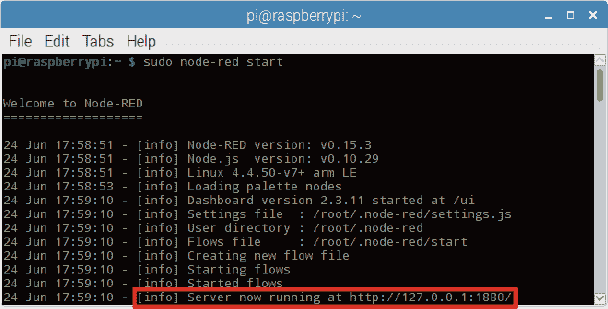 pi@raspberrypi: ~
File Edit Tabs Help
pi@raspberrypi:~ $ sudo node-red start
Welcome to Node-RED
===================
24 Jun 17:58:51 - [info] Node-RED version: v0.15.3
24 Jun 17:58:51 - [info] Node.js  version: v0.10.29
24 Jun 17:58:51 - [info] Linux 4.4.50-v7+ arm LE
24 Jun 17:58:53 - [info] Loading palette nodes
24 Jun 17:59:10 - [info] Dashboard version 2.3.11 started at /ui
24 Jun 17:59:10 - [info] Settings file  : /root/.node-red/settings.js
24 Jun 17:59:10 - [info] User directory : /root/.node-red
24 Jun 17:59:10 - [info] Flows file     : /root/.node-red/start
24 Jun 17:59:10 - [info] Creating new flow file
24 Jun 17:59:10 - [info] Starting flows
24 Jun 17:59:10 - [info] Started flows
24 Jun 17:59:10 - [info] Server now running at http://127.0.0.1:1880/